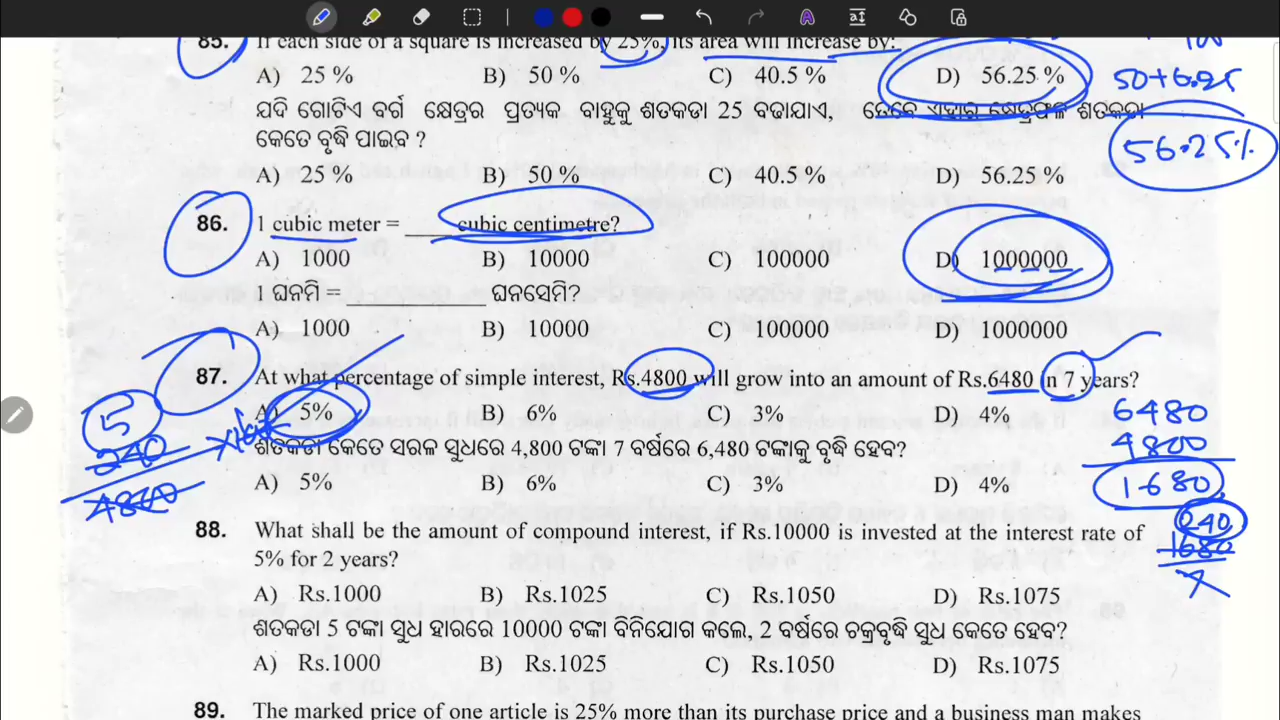 85. If each side of a square is increased by 25%, its area will increase by:
A) 25 % B) 50 % C) 40.5 % D) 56.25 %
ଯଦି ଗୋଟିଏ ବର୍ଗ କ୍ଷେତ୍ରର ପ୍ରତ୍ୟକ ବାହୁକୁ ଶତକଡା 25 ବଢାଯାଏ, ତେବେ ଏହାର କ୍ଷେତ୍ରଫଳ ଶତକଡା
କେତେ ବୃଦ୍ଧି ପାଇବ ?
A) 25 % B) 50 % C) 40.5 % D) 56.25 %
50+6.25
56.25%
86. 1 cubic meter = ____ cubic centimetre?
A) 1000 B) 10000 C) 100000 D) 1000000
1 ଘନମି = ____ ଘନସେମି?
A) 1000 B) 10000 C) 100000 D) 1000000
87. At what percentage of simple interest, Rs.4800 will grow into an amount of Rs.6480 in 7 years?
A) 5% B) 6% C) 3% D) 4%
ଶତକଡା କେତେ ସରଳ ସୁଧରେ 4,800 ଟଙ୍କା 7 ବର୍ଷରେ 6,480 ଟଙ୍କାକୁ ବୃଦ୍ଧି ହେବ?
A) 5% B) 6% C) 3% D) 4%
5
240
4800
6480
4800
1680
240
1680
7
88. What shall be the amount of compound interest, if Rs.10000 is invested at the interest rate of
5% for 2 years?
A) Rs.1000 B) Rs.1025 C) Rs.1050 D) Rs.1075
ଶତକଡା 5 ଟଙ୍କା ସୁଧ ହାରରେ 10000 ଟଙ୍କା ବିନିଯୋଗ କଲେ, 2 ବର୍ଷରେ ଚକ୍ରବୃଦ୍ଧି ସୁଧ କେତେ ହେବ?
A) Rs.1000 B) Rs.1025 C) Rs.1050 D) Rs.1075
89. The marked price of one article is 25% more than its purchase price and a business man makes